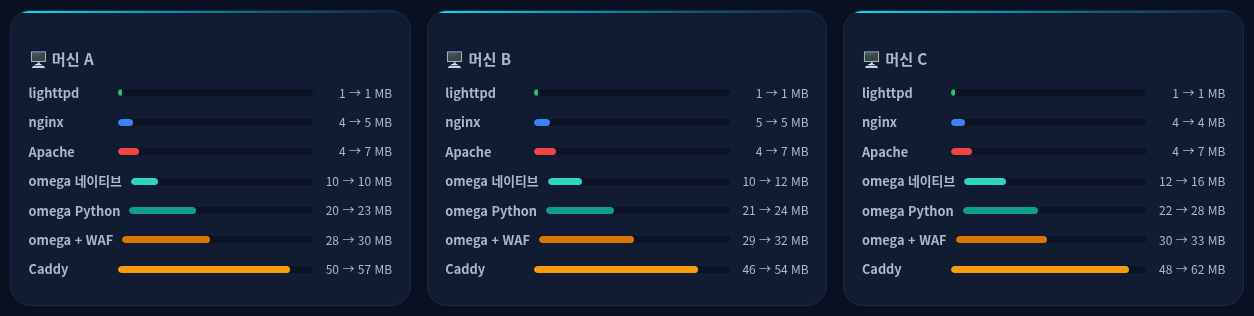 머신 A
lighttpd 1 → 1 MB
nginx 4 → 5 MB
Apache 4 → 7 MB
omega 네이티브 10 → 10 MB
omega Python 20 → 23 MB
omega + WAF 28 → 30 MB
Caddy 50 → 57 MB
머신 B
lighttpd 1 → 1 MB
nginx 5 → 5 MB
Apache 4 → 7 MB
omega 네이티브 10 → 12 MB
omega Python 21 → 24 MB
omega + WAF 29 → 32 MB
Caddy 46 → 54 MB
머신 C
lighttpd 1 → 1 MB
nginx 4 → 4 MB
Apache 4 → 7 MB
omega 네이티브 12 → 16 MB
omega Python 22 → 28 MB
omega + WAF 30 → 33 MB
Caddy 48 → 62 MB